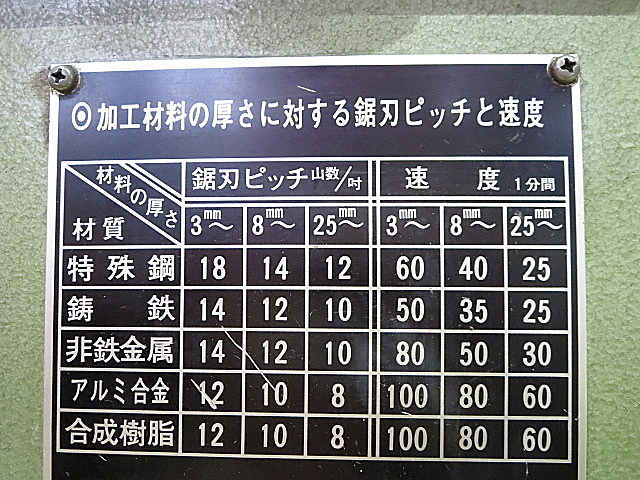 ⊙加工材料の厚さに対する鋸刃ピッチと速度
材料の厚さ 鋸刃ピッチ山数/吋 速度 1分間
材質 3mm〜 8mm〜 25mm〜 3mm〜 8mm〜 25mm〜
特殊鋼 18 14 12 60 40 25
鋳鉄 14 12 10 50 35 25
非鉄金属 14 12 10 80 50 30
アルミ合金 12 10 8 100 80 60
合成樹脂 12 10 8 100 80 60